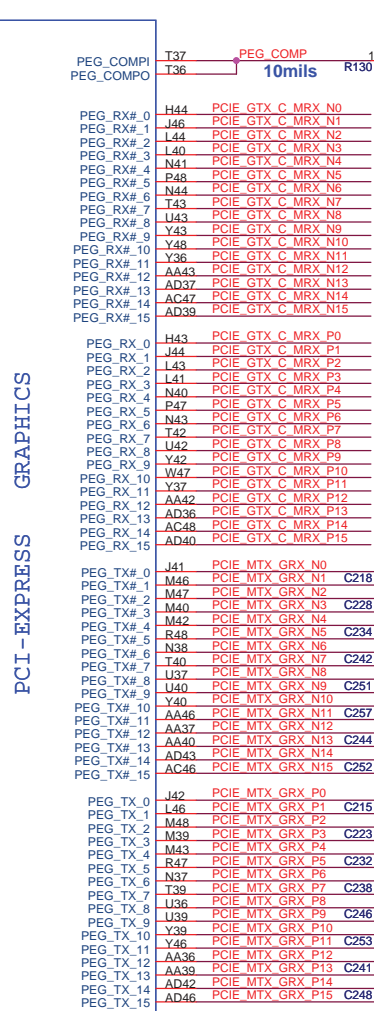 PEG_COMPI T37 PEG_COMP 1
PEG_COMPO T36 10mils R130
PEG_RX#_0 H44 PCIE_GTX_C_MRX_N0
PEG_RX#_1 J46 PCIE_GTX_C_MRX_N1
PEG_RX#_2 L44 PCIE_GTX_C_MRX_N2
PEG_RX#_3 L40 PCIE_GTX_C_MRX_N3
PEG_RX#_4 N41 PCIE_GTX_C_MRX_N4
PEG_RX#_5 P48 PCIE_GTX_C_MRX_N5
PEG_RX#_6 N44 PCIE_GTX_C_MRX_N6
PEG_RX#_7 T43 PCIE_GTX_C_MRX_N7
PEG_RX#_8 U43 PCIE_GTX_C_MRX_N8
PEG_RX#_9 Y43 PCIE_GTX_C_MRX_N9
PEG_RX#_10 Y48 PCIE_GTX_C_MRX_N10
PEG_RX#_11 Y36 PCIE_GTX_C_MRX_N11
PEG_RX#_12 AA43 PCIE_GTX_C_MRX_N12
PEG_RX#_13 AD37 PCIE_GTX_C_MRX_N13
PEG_RX#_14 AC47 PCIE_GTX_C_MRX_N14
PEG_RX#_15 AD39 PCIE_GTX_C_MRX_N15
PEG_RX_0 H43 PCIE_GTX_C_MRX_P0
PEG_RX_1 J44 PCIE_GTX_C_MRX_P1
PEG_RX_2 L43 PCIE_GTX_C_MRX_P2
PEG_RX_3 L41 PCIE_GTX_C_MRX_P3
PEG_RX_4 N40 PCIE_GTX_C_MRX_P4
PEG_RX_5 P47 PCIE_GTX_C_MRX_P5
PEG_RX_6 N43 PCIE_GTX_C_MRX_P6
PEG_RX_7 T42 PCIE_GTX_C_MRX_P7
PEG_RX_8 U42 PCIE_GTX_C_MRX_P8
PEG_RX_9 Y42 PCIE_GTX_C_MRX_P9
PEG_RX_10 W47 PCIE_GTX_C_MRX_P10
PEG_RX_11 Y37 PCIE_GTX_C_MRX_P11
PEG_RX_12 AA42 PCIE_GTX_C_MRX_P12
PEG_RX_13 AD36 PCIE_GTX_C_MRX_P13
PEG_RX_14 AC48 PCIE_GTX_C_MRX_P14
PEG_RX_15 AD40 PCIE_GTX_C_MRX_P15
PCI-EXPRESS GRAPHICS
PEG_TX#_0 J41 PCIE_MTX_GRX_N0
PEG_TX#_1 M46 PCIE_MTX_GRX_N1 C218
PEG_TX#_2 M47 PCIE_MTX_GRX_N2
PEG_TX#_3 M40 PCIE_MTX_GRX_N3 C228
PEG_TX#_4 M42 PCIE_MTX_GRX_N4
PEG_TX#_5 R48 PCIE_MTX_GRX_N5 C234
PEG_TX#_6 N38 PCIE_MTX_GRX_N6
PEG_TX#_7 T40 PCIE_MTX_GRX_N7 C242
PEG_TX#_8 U37 PCIE_MTX_GRX_N8
PEG_TX#_9 U40 PCIE_MTX_GRX_N9 C251
PEG_TX#_10 Y40 PCIE_MTX_GRX_N10
PEG_TX#_11 AA46 PCIE_MTX_GRX_N11 C257
PEG_TX#_12 AA37 PCIE_MTX_GRX_N12
PEG_TX#_13 AA40 PCIE_MTX_GRX_N13 C244
PEG_TX#_14 AD43 PCIE_MTX_GRX_N14
PEG_TX#_15 AC46 PCIE_MTX_GRX_N15 C252
PEG_TX_0 J42 PCIE_MTX_GRX_P0
PEG_TX_1 L46 PCIE_MTX_GRX_P1 C215
PEG_TX_2 M48 PCIE_MTX_GRX_P2
PEG_TX_3 M39 PCIE_MTX_GRX_P3 C223
PEG_TX_4 M43 PCIE_MTX_GRX_P4
PEG_TX_5 R47 PCIE_MTX_GRX_P5 C232
PEG_TX_6 N37 PCIE_MTX_GRX_P6
PEG_TX_7 T39 PCIE_MTX_GRX_P7 C238
PEG_TX_8 U36 PCIE_MTX_GRX_P8
PEG_TX_9 U39 PCIE_MTX_GRX_P9 C246
PEG_TX_10 Y39 PCIE_MTX_GRX_P10
PEG_TX_11 Y46 PCIE_MTX_GRX_P11 C253
PEG_TX_12 AA36 PCIE_MTX_GRX_P12
PEG_TX_13 AA39 PCIE_MTX_GRX_P13 C241
PEG_TX_14 AD42 PCIE_MTX_GRX_P14
PEG_TX_15 AD46 PCIE_MTX_GRX_P15 C248